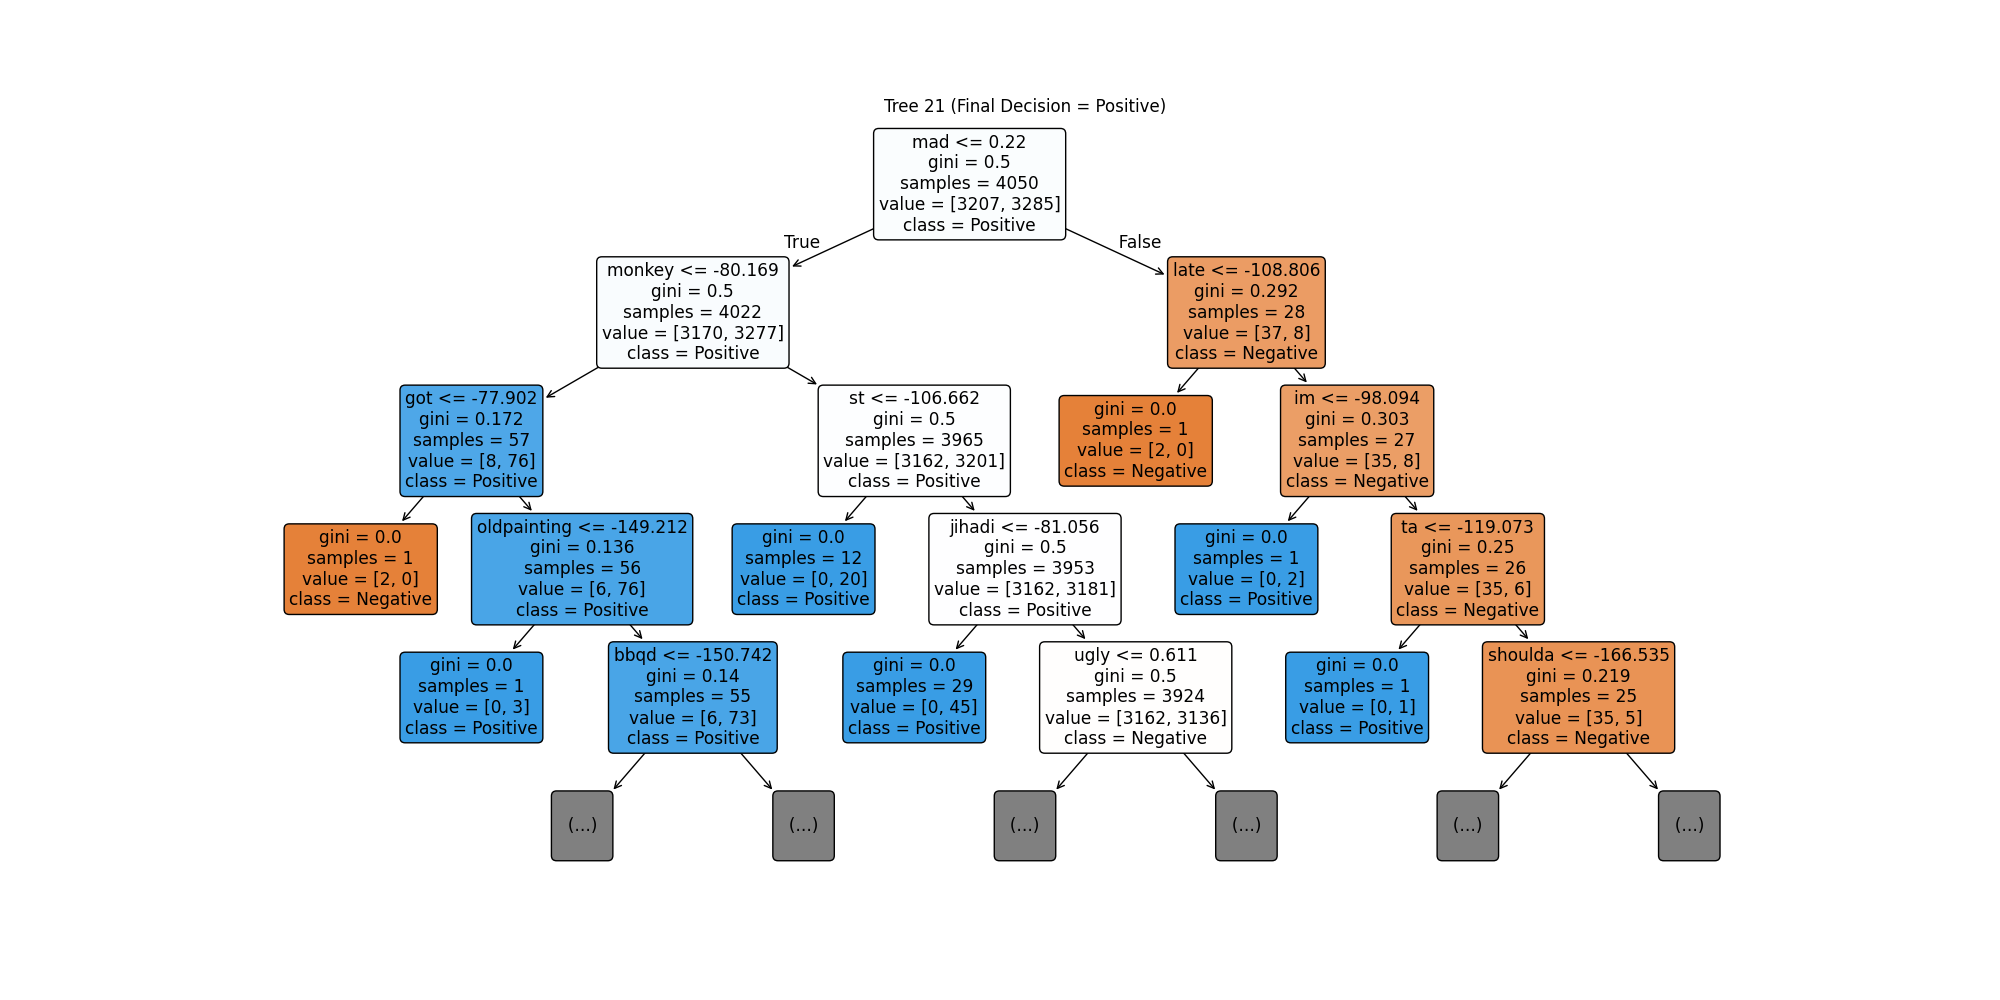 Tree 21 (Final Decision = Positive)
mad <= 0.22
gini = 0.5
samples = 4050
value = [3207, 3285]
class = Positive
True
False
monkey <= -80.169
gini = 0.5
samples = 4022
value = [3170, 3277]
class = Positive
late <= -108.806
gini = 0.292
samples = 28
value = [37, 8]
class = Negative
got <= -77.902
gini = 0.172
samples = 57
value = [8, 76]
class = Positive
st <= -106.662
gini = 0.5
samples = 3965
value = [3162, 3201]
class = Positive
gini = 0.0
samples = 1
value = [2, 0]
class = Negative
im <= -98.094
gini = 0.303
samples = 27
value = [35, 8]
class = Negative
gini = 0.0
samples = 1
value = [2, 0]
class = Negative
oldpainting <= -149.212
gini = 0.136
samples = 56
value = [6, 76]
class = Positive
gini = 0.0
samples = 12
value = [0, 20]
class = Positive
jihadi <= -81.056
gini = 0.5
samples = 3953
value = [3162, 3181]
class = Positive
gini = 0.0
samples = 1
value = [0, 2]
class = Positive
ta <= -119.073
gini = 0.25
samples = 26
value = [35, 6]
class = Negative
gini = 0.0
samples = 1
value = [0, 3]
class = Positive
bbqd <= -150.742
gini = 0.14
samples = 55
value = [6, 73]
class = Positive
gini = 0.0
samples = 29
value = [0, 45]
class = Positive
ugly <= 0.611
gini = 0.5
samples = 3924
value = [3162, 3136]
class = Negative
gini = 0.0
samples = 1
value = [0, 1]
class = Positive
shoulda <= -166.535
gini = 0.219
samples = 25
value = [35, 5]
class = Negative
(...)
(...)
(...)
(...)
(...)
(...)